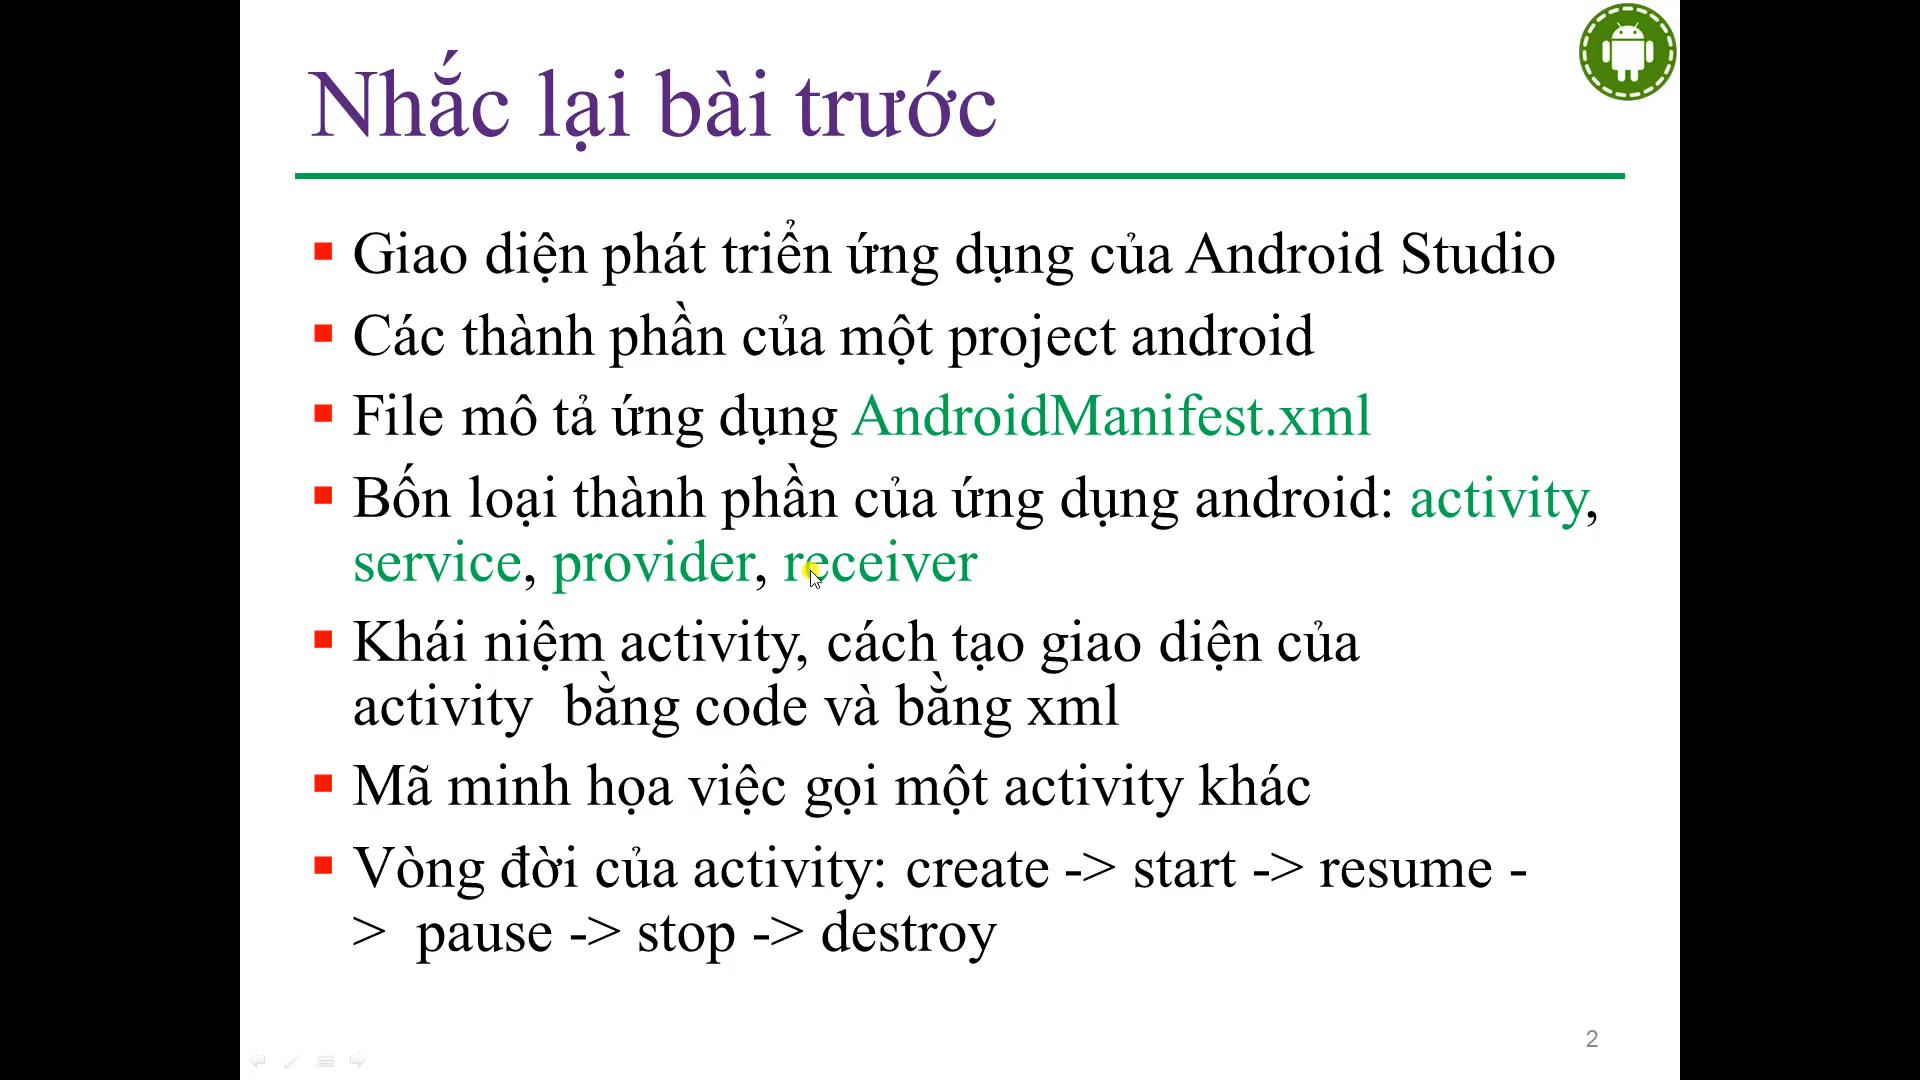 Nhắc lại bài trước
Giao diện phát triển ứng dụng của Android Studio
Các thành phần của một project android
File mô tả ứng dụng AndroidManifest.xml
Bốn loại thành phần của ứng dụng android: activity,
service, provider, receiver
Khái niệm activity, cách tạo giao diện của
activity  bằng code và bằng xml
Mã minh họa việc gọi một activity khác
Vòng đời của activity: create -> start -> resume -
>  pause -> stop -> destroy
2